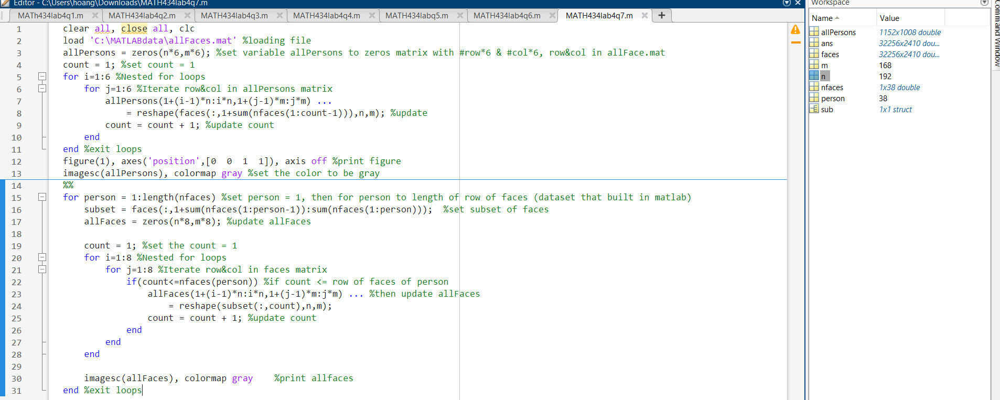 Editor - C:\Users\hoang\Downloads\MATH434lab4q7.m
MATh434lab4q1.m
MATH434lab4q2.m
MATH434lab4q3.m
MATH434lab4q4.m
MATH434labq5.m
MATH434lab4q6.m
MATH434lab4q7.m
1 clear all, close all, clc
2 load 'C:\MATLABdata\allFaces.mat' %loading file
3 allPersons = zeros(n*6,m*6); %set variable allPersons to zeros matrix with #row*6 & #col*6, row&col in allFace.mat
4 count = 1; %set count = 1
5 for i=1:6 %Nested for loops
6 for j=1:6 %Iterate row&col in allPersons matrix
7 allPersons(1+(i-1)*n:i*n,1+(j-1)*m:j*m) ...
8 = reshape(faces(:,1+sum(nfaces(1:count-1))),n,m); %update
9 count = count + 1; %update count
10 end
11 end %exit loops
12 figure(1), axes('position',[0 0 1 1]), axis off %print figure
13 imagesc(allPersons), colormap gray %set the color to be gray
14 %%
15 for person = 1:length(nfaces) %set person = 1, then for person to length of row of faces (dataset that built in matlab)
16 subset = faces(:,1+sum(nfaces(1:person-1)):sum(nfaces(1:person))); %set subset of faces
17 allFaces = zeros(n*8,m*8); %update allFaces
18
19 count = 1; %set the count = 1
20 for i=1:8 %Nested for loops
21 for j=1:8 %Iterate row&col in faces matrix
22 if(count<=nfaces(person)) %if count <= row of faces of person
23 allFaces(1+(i-1)*n:i*n,1+(j-1)*m:j*m) ... %then update allFaces
24 = reshape(subset(:,count),n,m);
25 count = count + 1; %update count
26 end
27 end
28 end
29
30 imagesc(allFaces), colormap gray %print allfaces
31 end %exit loops
Workspace
Name Value
allPersons 1152x1008 double
ans 32256x2410 dou...
faces 32256x2410 dou...
m 168
n 192
nfaces 1x38 double
person 38
sub 1x1 struct
Command Window